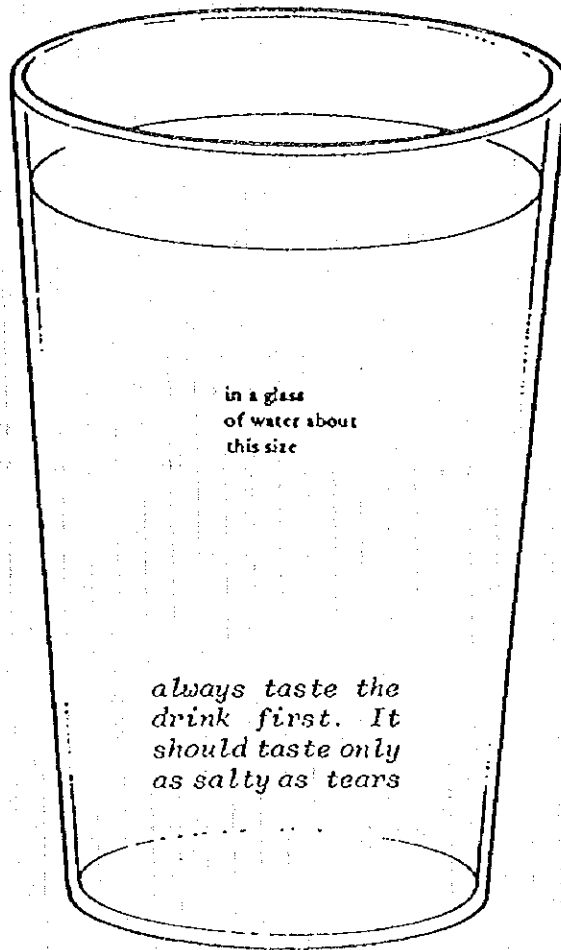 in a glass
of water about
this size
always taste the
drink first. It
should taste only
as salty as tears